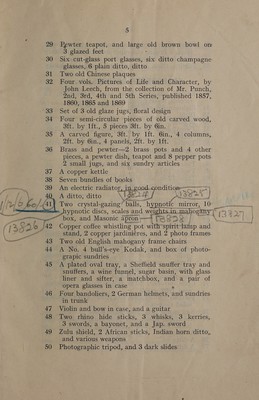 3
29 Pewter teapot, and large old brown bowl on
3 glazed feet
30 Six cut-glass port glasses, six ditto champagne
glasses, 6 plain ditto, ditto
31 Two old Chinese plaques
32 Four vols. Pictures of Life and Character, by
John Leech, from the collection of Mr. Punch,
2nd, 3rd, 4th and 5th Series, published 1857,
1860, 1865 and 1869
33 Set of 3 old glaze jugs, floral design
34 Four semi-circular pieces of old carved wood,
3ft. by 1ft., 3 pieces 3ft. by 6in.
35 A carved figure, 3ft. by 1ft. 6in., 4 columns,
2ft. by 6in., 4 panels, 2ft. by 1ft.
36 Brass and pewter—2 brass pots and 4 other
pieces, a pewter dish, teapot and 8 pepper pots
2 small jugs, and six sundry articles
37 A copper kettle
38 Seven bundles of books
39 An electric radiator, in good condition
40 A ditto, ditto 13824 13825
41 Two crystal-gazing balls, hypnotic mirror, 10
hypnotic discs, scales and weights in mahogany
box, and Masonic apron 13828 13827
13826
42 Copper coffee whistling pot with spirit lamp and
stand, 2 copper jardinieres, and 2 photo frames
43 Two old English mahogany frame chairs
44 A No. 4 bull's-eye Kodak, and box of photo-
grapic sundries
45 A plated oval tray, a Sheffield snuffer tray and
snuffers, a wine funnel, sugar basin, with glass
liner and sifter, a matchbox, and a pair of
opera glasses in case
46 Four bandoliers, 2 German helmets, and sundries
in trunk
47 Violin and bow in case, and a guitar
48 Two rhino hide sticks, 3 whisks, 3 kerries,
3 swords, a bayonet, and a Jap. sword
49 Zulu shield, 2 African sticks, Indian horn ditto,
and various weapons
50 Photographic tripod, and 3 dark slides